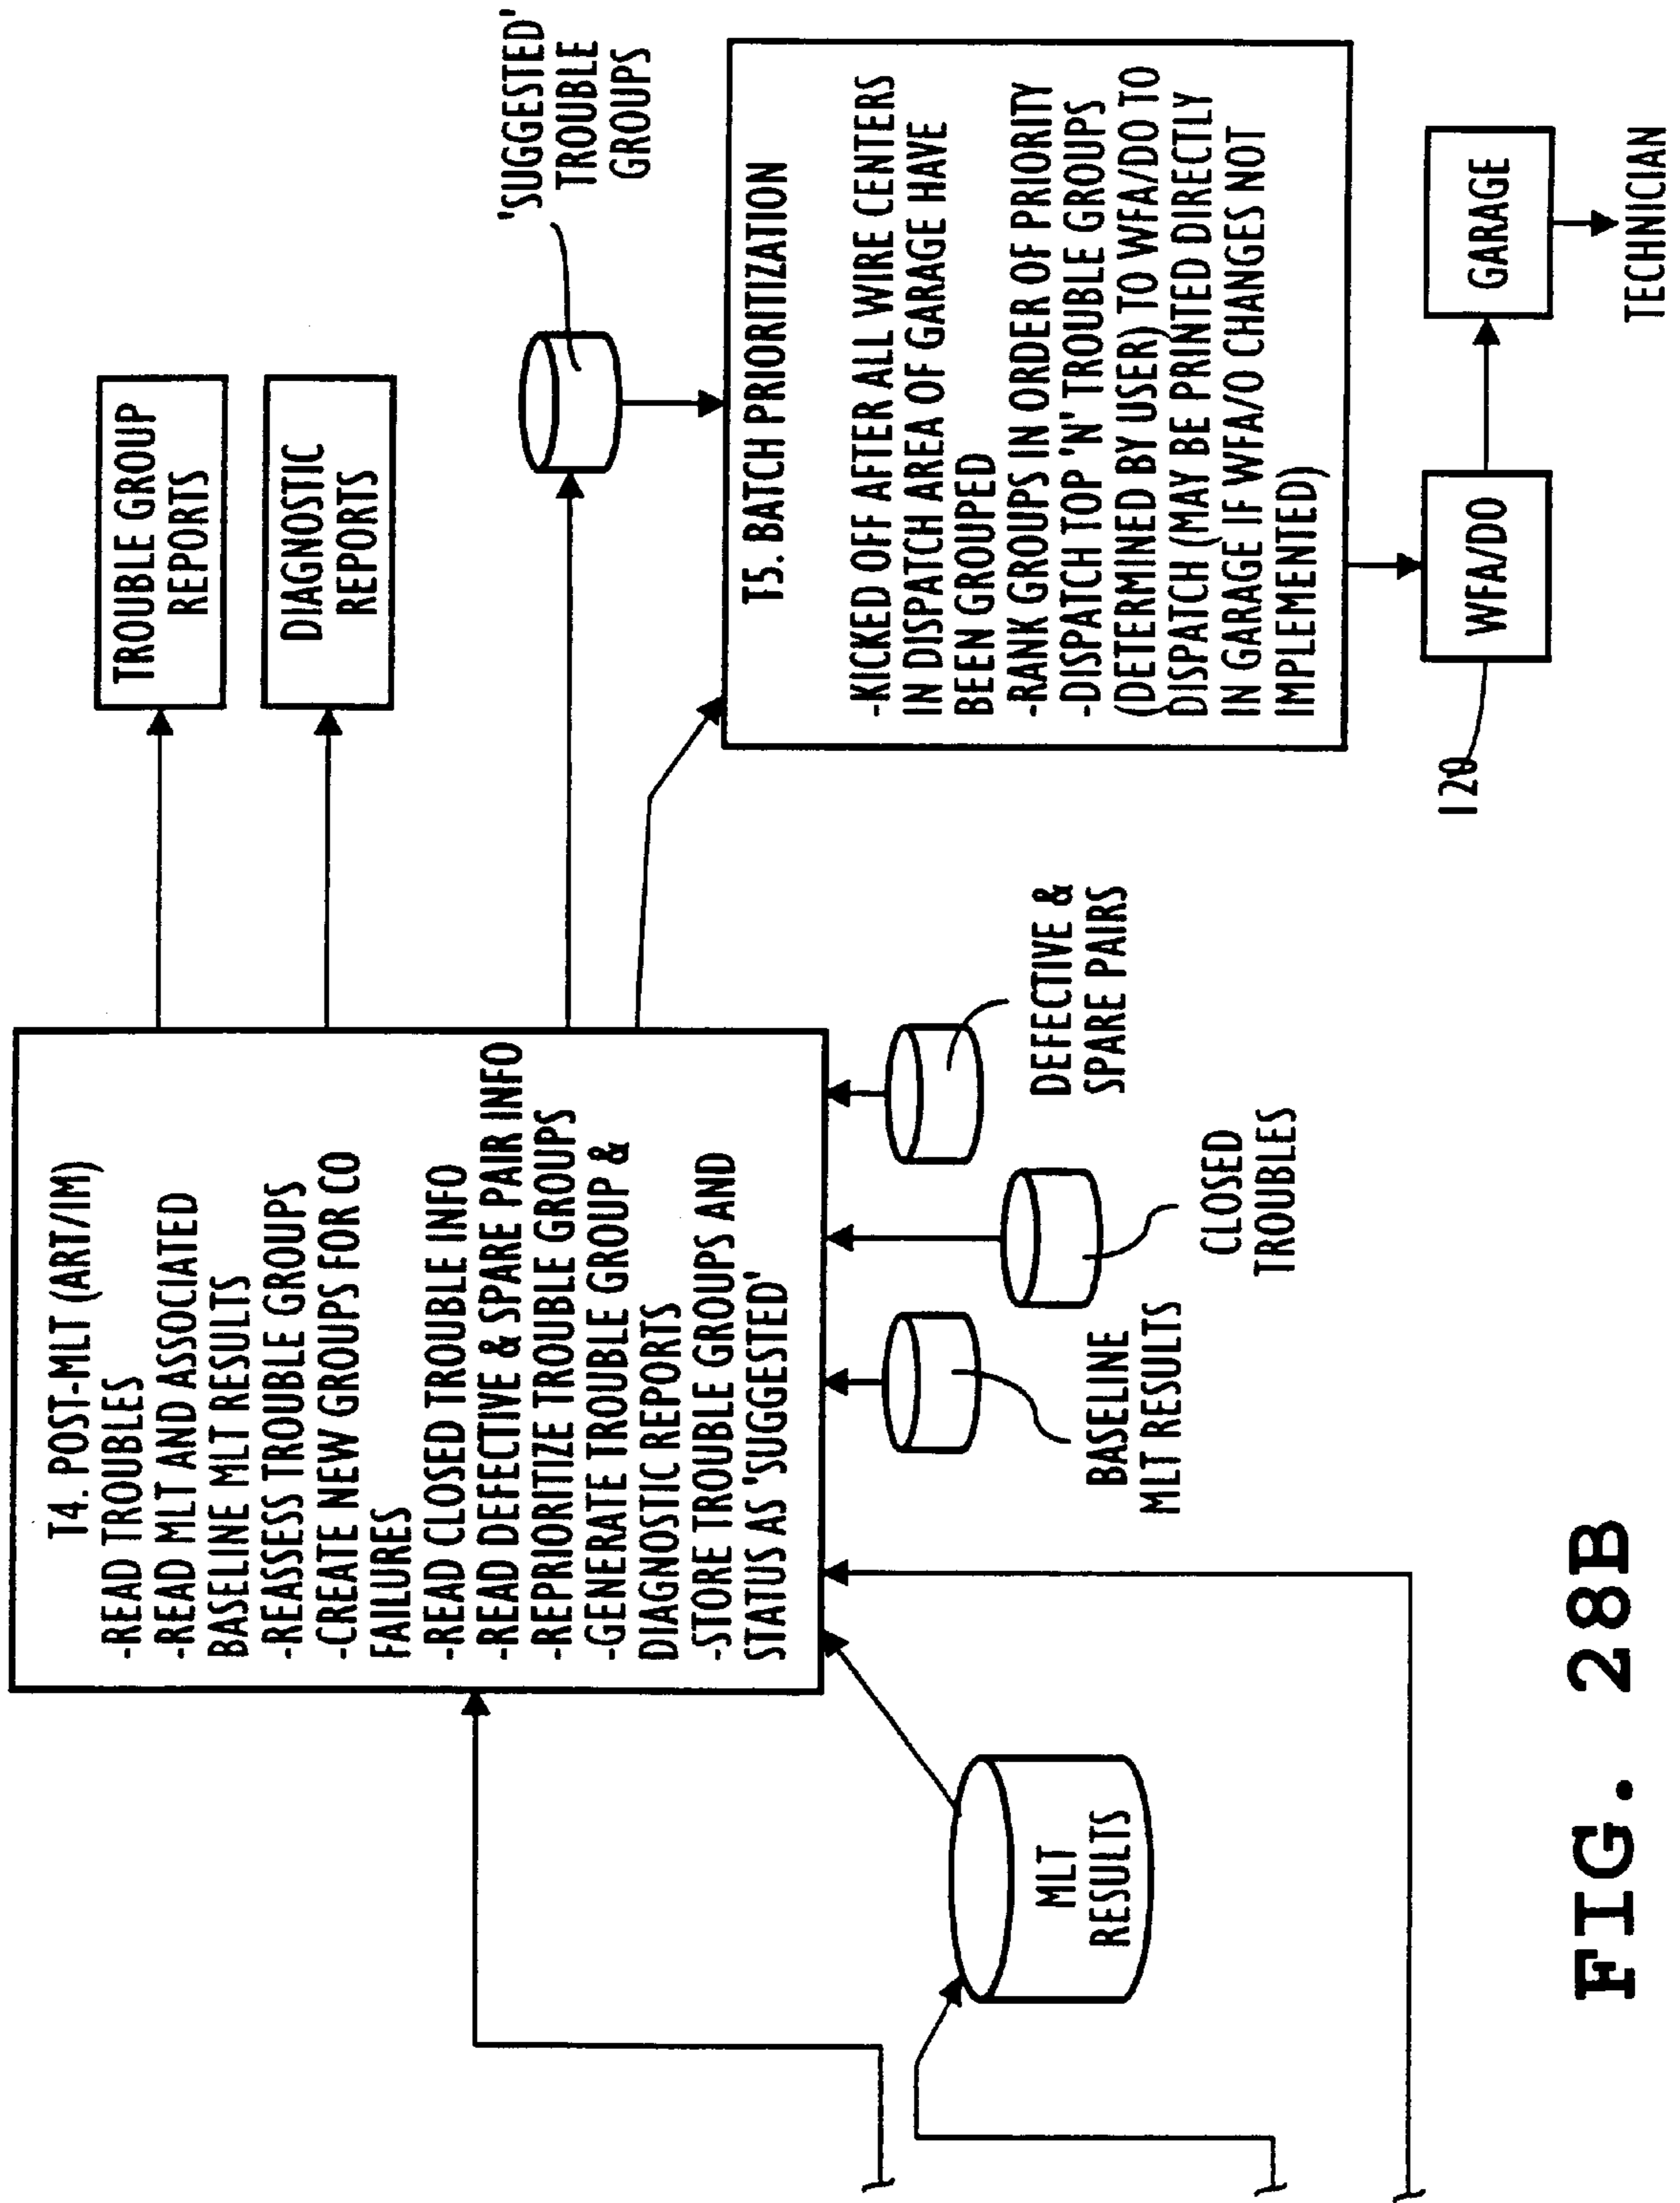 T4. POST-MLT (ART/IM)
-READ TROUBLES
-READ MLT AND ASSOCIATED
BASELINE MLT RESULTS
-REASSESS TROUBLE GROUPS
-CREATE NEW GROUPS FOR CO
FAILURES
-READ CLOSED TROUBLE INFO
-READ DEFECTIVE & SPARE PAIR INFO
-REPRIORITIZE TROUBLE GROUPS
-GENERATE TROUBLE GROUP &
DIAGNOSTIC REPORTS
-STORE TROUBLE GROUPS AND
STATUS AS 'SUGGESTED'
TROUBLE GROUP
REPORTS
DIAGNOSTIC
REPORTS
'SUGGESTED'
TROUBLE
GROUPS
T5. BATCH PRIORITIZATION
-KICKED OFF AFTER ALL WIRE CENTERS
IN DISPATCH AREA OF GARAGE HAVE
BEEN GROUPED
-RANK GROUPS IN ORDER OF PRIORITY
-DISPATCH TOP 'N' TROUBLE GROUPS
(DETERMINED BY USER) TO WFA/DO TO
DISPATCH (MAY BE PRINTED DIRECTLY
IN GARAGE IF WFA/O CHANGES NOT
IMPLEMENTED)
MLT
RESULTS
BASELINE
MLT RESULTS
CLOSED
TROUBLES
DEFECTIVE &
SPARE PAIRS
120
WFA/DO
GARAGE
TECHNICIAN
FIG. 28B